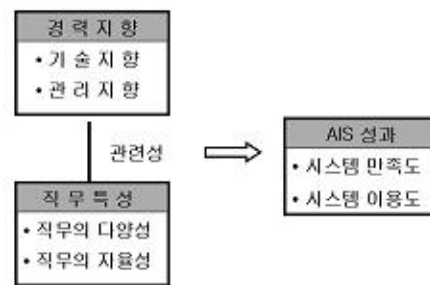 경 력 지 향
• 기 술 지 향
• 관 리 지 향
관련성
직 무 특 성
• 직무의 다양성
• 직무의 자율성
AIS 성과
• 시스템 만족도
• 시스템 이용도